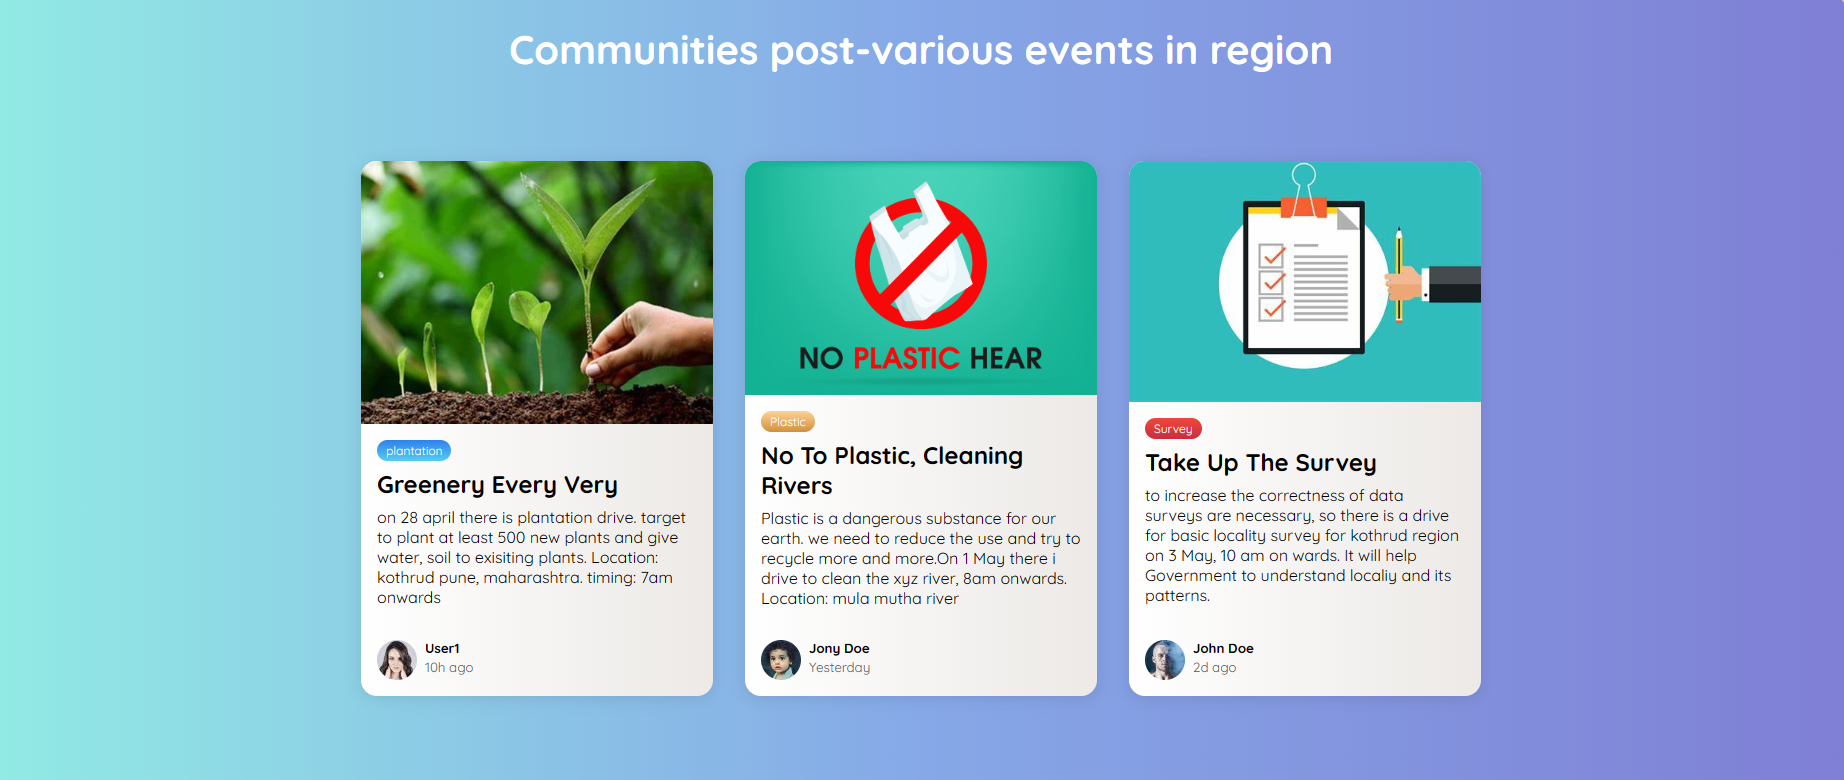 Communities post-various events in region
plantation
Greenery Every Very
on 28 april there is plantation drive. target
to plant at least 500 new plants and give
water, soil to exisiting plants. Location:
kothrud pune, maharashtra. timing: 7am
onwards
User1
10h ago
NO PLASTIC HEAR
Plastic
No To Plastic, Cleaning
Rivers
Plastic is a dangerous substance for our
earth. we need to reduce the use and try to
recycle more and more.On 1 May there i
drive to clean the xyz river, 8am onwards.
Location: mula mutha river
Jony Doe
Yesterday
Survey
Take Up The Survey
to increase the correctness of data
surveys are necessary, so there is a drive
for basic locality survey for kothrud region
on 3 May, 10 am on wards. It will help
Government to understand localiy and its
patterns.
John Doe
2d ago